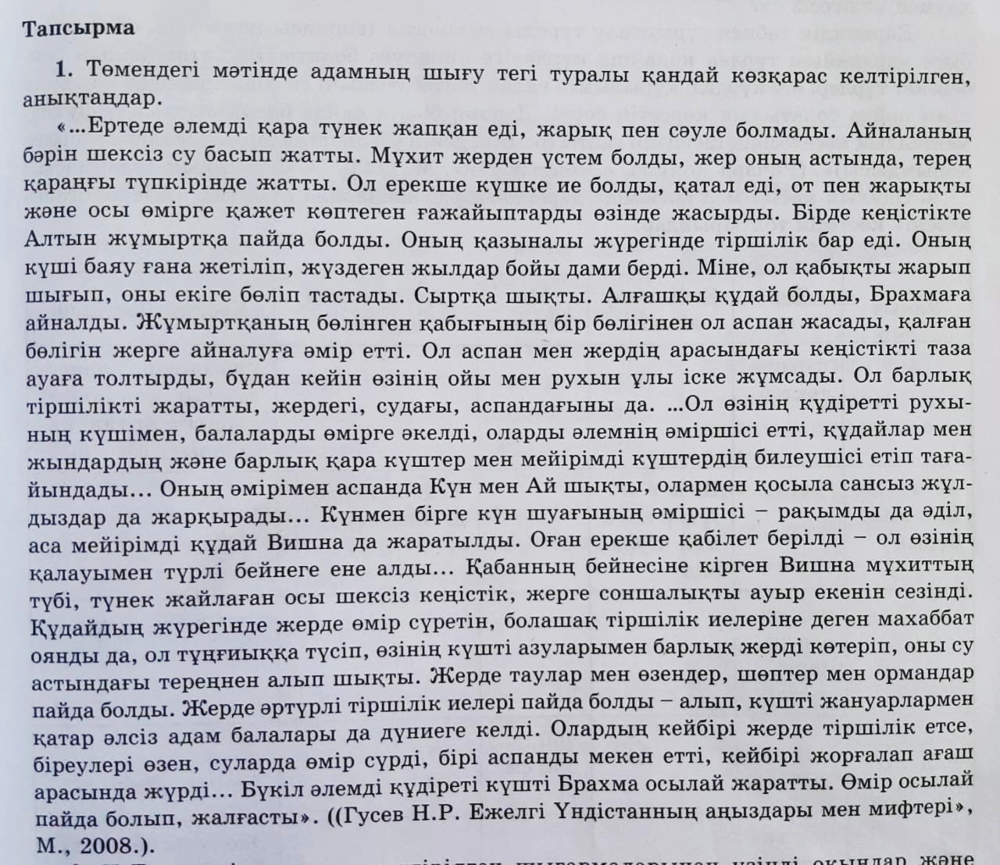 Тапсырма
1. Төмендегі мәтінде адамның шығу тегі туралы қандай көзқарас келтірілген,
анықтаңдар.
«...Ертеде әлемді қара түнек жапқан еді, жарық пен сәуле болмады. Айналаның
бәрін шексіз су басып жатты. Мұхит жерден үстем болды, жер оның астында, терең
қараңғы түпкірінде жатты. Ол ерекше күшке ие болды, қатал еді, от пен жарықты
және осы өмірге қажет көптеген ғажайыптарды өзінде жасырды. Бірде кеңістікте
Алтын жұмыртқа пайда болды. Оның қазыналы жүрегінде тіршілік бар еді. Оның
күші баяу ғана жетіліп, жүздеген жылдар бойы дами берді. Міне, ол қабықты жарып
шығып, оны екіге бөліп тастады. Сыртқа шықты. Алғашқы құдай болды, Брахмаға
айналды. Жұмыртқаның бөлінген қабығының бір бөлігінен ол аспан жасады, қалған
бөлігін жерге айналуға әмір етті. Ол аспан мен жердің арасындағы кеңістікті таза
ауаға толтырды, бұдан кейін өзінің ойы мен рухын ұлы іске жұмсады. Ол барлық
тіршілікті жаратты, жердегі, судағы, аспандағыны да. ...Ол өзінің құдіретті рухы-
ның күшімен, балаларды өмірге әкелді, оларды әлемнің әміршісі етті, құдайлар мен
жындардың және барлық қара күштер мен мейірімді күштердің билеушісі етіп таға-
йындады... Оның әмірімен аспанда Күн мен Ай шықты, олармен қосыла сансыз жұл-
дыздар да жарқырады... Күнмен бірге күн шуағының әміршісі – рақымды да әділ,
аса мейірімді құдай Вишна да жаратылды. Оған ерекше қабілет берілді – ол өзінің
қалауымен түрлі бейнеге ене алды... Қабанның бейнесіне кірген Вишна мұхиттың
түбі, түнек жайлаған осы шексіз кеңістік, жерге соншалықты ауыр екенін сезінді.
Құдайдың жүрегінде жерде өмір сүретін, болашақ тіршілік иелеріне деген махаббат
оянды да, ол тұңғиыққа түсіп, өзінің күшті азуларымен барлық жерді көтеріп, оны су
астындағы тереңнен алып шықты. Жерде таулар мен өзендер, шөптер мен ормандар
пайда болды. Жерде әртүрлі тіршілік иелері пайда болды – алып, күшті жануарлармен
қатар әлсіз адам балалары да дүниеге келді. Олардың кейбірі жерде тіршілік етсе,
біреулері өзен, суларда өмір сүрді, бірі аспанды мекен етті, кейбірі жорғалап ағаш
арасында жүрді... Бүкіл әлемді құдіреті күшті Брахма осылай жаратты. Өмір осылай
пайда болып, жалғасты». ((Гусев Н.Р. Ежелгі Үндістанның аңыздары мен мифтері»,
М., 2008.).